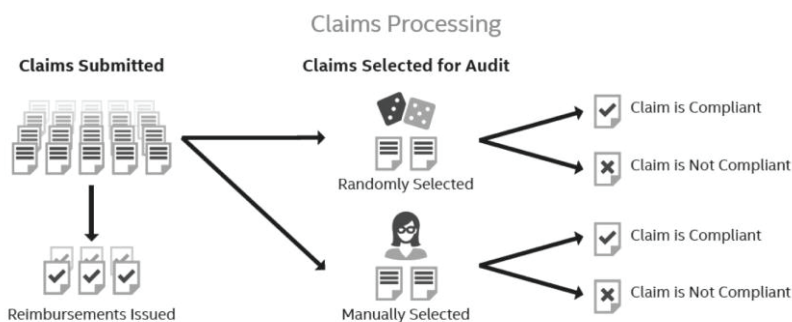 Claims Processing
Claims Submitted
Claims Selected for Audit
Claim is Compliant
Claim is Not Compliant
Randomly Selected
Claim is Compliant
Claim is Not Compliant
Reimbursements Issued
Manually Selected